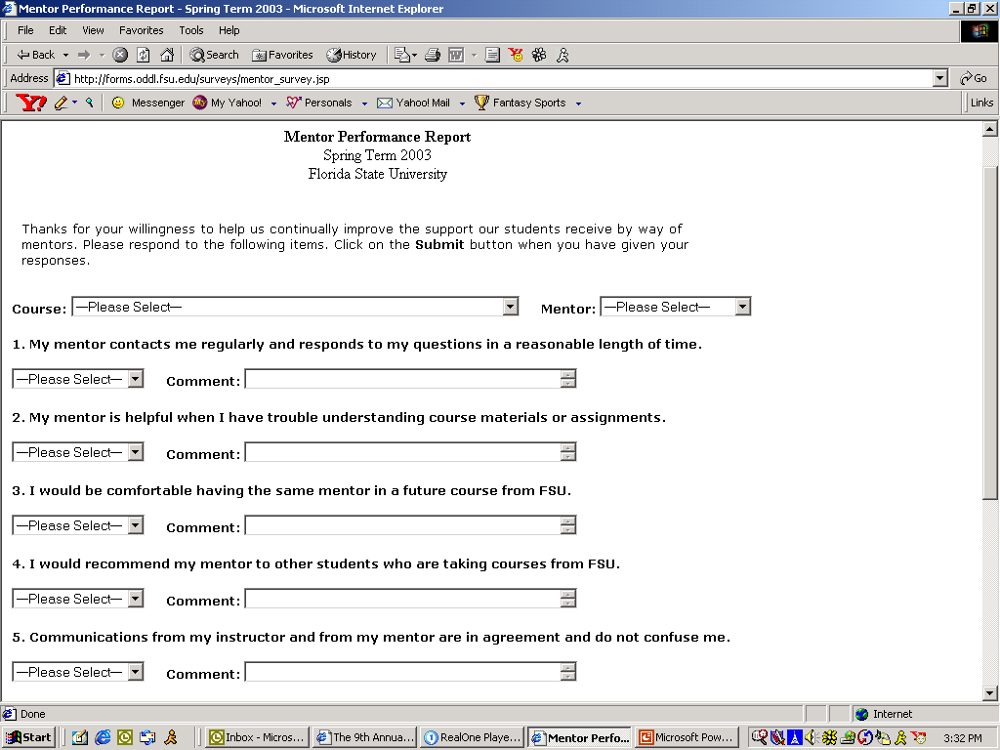 Mentor Performance Report - Spring Term 2003 - Microsoft Internet Explorer
File Edit View Favorites Tools Help
Back Search Favorites History
Address http://forms.oddl.fsu.edu/surveys/mentor_survey.jsp Go
Y! Messenger My Yahoo! Personals Yahoo! Mail Fantasy Sports Links
Mentor Performance Report
Spring Term 2003
Florida State University
Thanks for your willingness to help us continually improve the support our students receive by way of
mentors. Please respond to the following items. Click on the Submit button when you have given your
responses.
Course: —Please Select— Mentor: —Please Select—
1. My mentor contacts me regularly and responds to my questions in a reasonable length of time.
—Please Select— Comment:
2. My mentor is helpful when I have trouble understanding course materials or assignments.
—Please Select— Comment:
3. I would be comfortable having the same mentor in a future course from FSU.
—Please Select— Comment:
4. I would recommend my mentor to other students who are taking courses from FSU.
—Please Select— Comment:
5. Communications from my instructor and from my mentor are in agreement and do not confuse me.
—Please Select— Comment:
Done Internet
Start Inbox - Micros... The 9th Annua... RealOne Playe... Mentor Perfo... Microsoft Pow... 3:32 PM